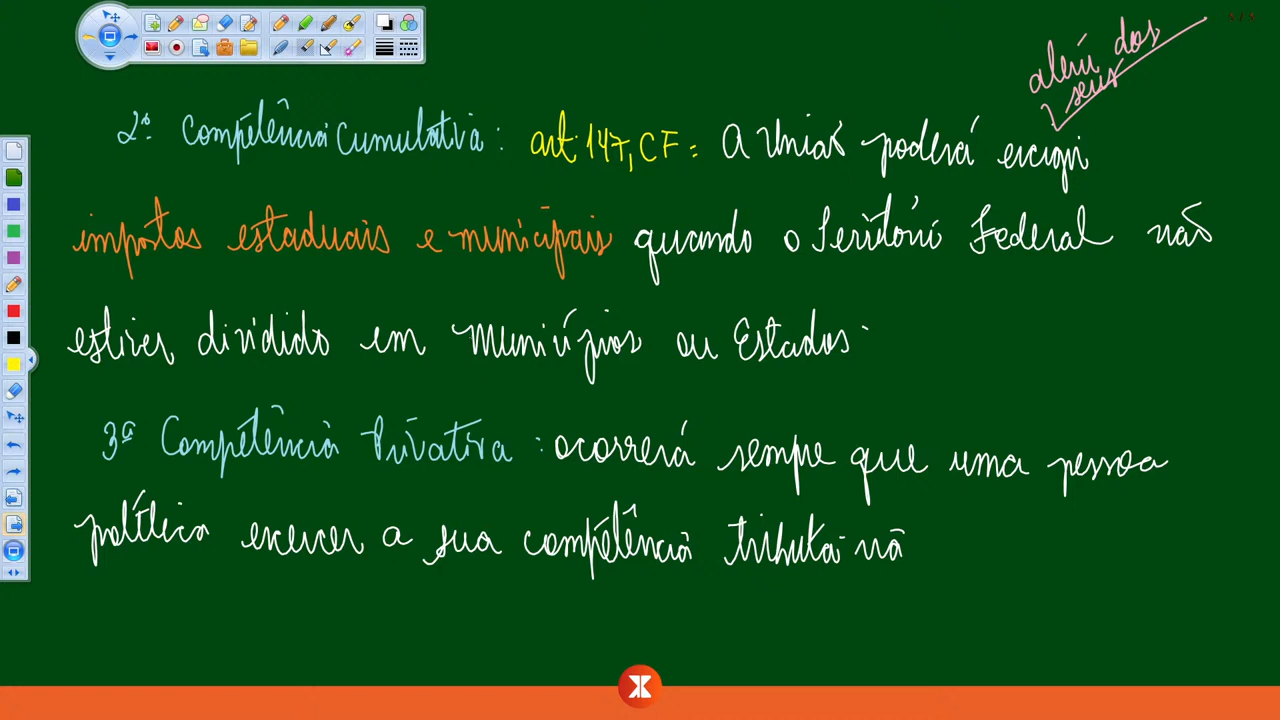 além dos
seus
2ª Competência Cumulativa: art. 147, CF = A União poderá exigir
impostos estaduais e municipais quando o Território Federal não
estiver dividido em Municípios ou Estados.
3ª Competência Privativa: ocorrerá sempre que uma pessoa
política exercer a sua competência tributária